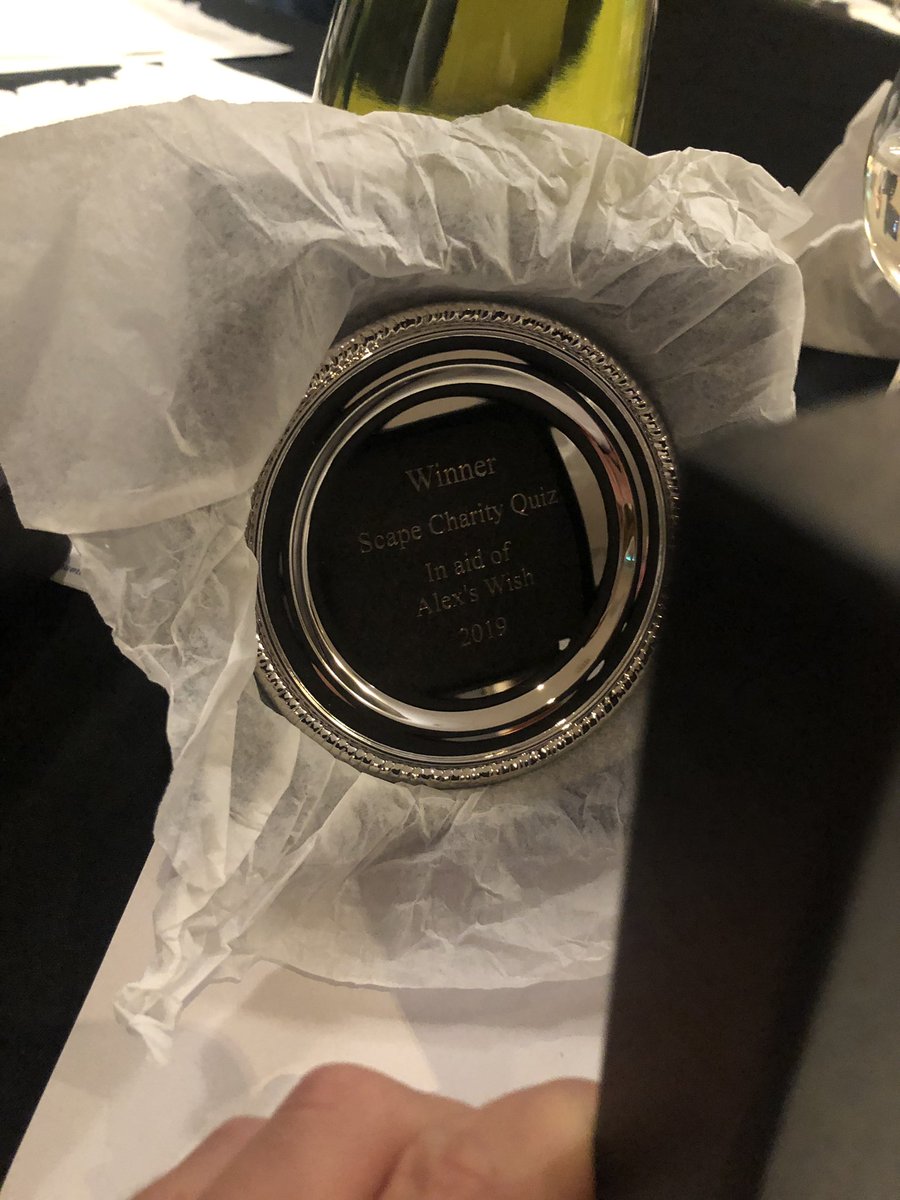 Winner
Scape Charity Quiz
In aid of
Alex's Wish
2019